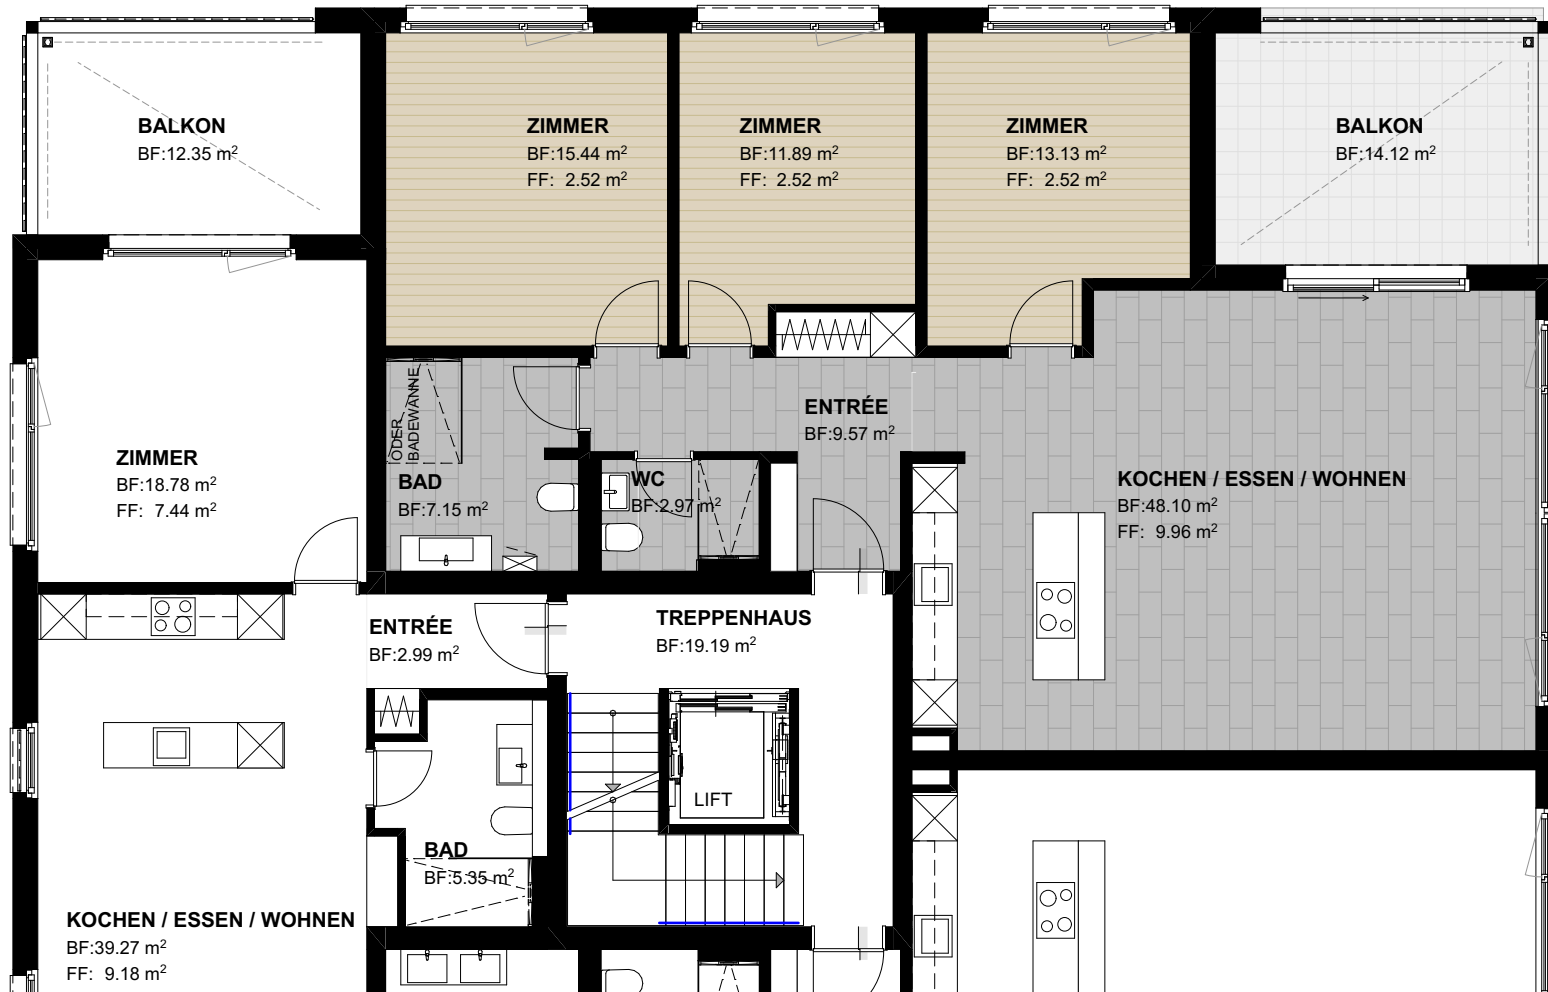 BALKON
BF:12.35 m²
ZIMMER
BF:15.44 m²
FF: 2.52 m²
ZIMMER
BF:11.89 m²
FF: 2.52 m²
ZIMMER
BF:13.13 m²
FF: 2.52 m²
BALKON
BF:14.12 m²
ZIMMER
BF:18.78 m²
FF: 7.44 m²
ODER
BADEWANNE
BAD
BF:7.15 m²
ENTRÉE
BF:9.57 m²
WC
BF:2.97 m²
KOCHEN / ESSEN / WOHNEN
BF:48.10 m²
FF: 9.96 m²
ENTRÉE
BF:2.99 m²
TREPPENHAUS
BF:19.19 m²
LIFT
BAD
BF:5.35 m²
KOCHEN / ESSEN / WOHNEN
BF:39.27 m²
FF: 9.18 m²